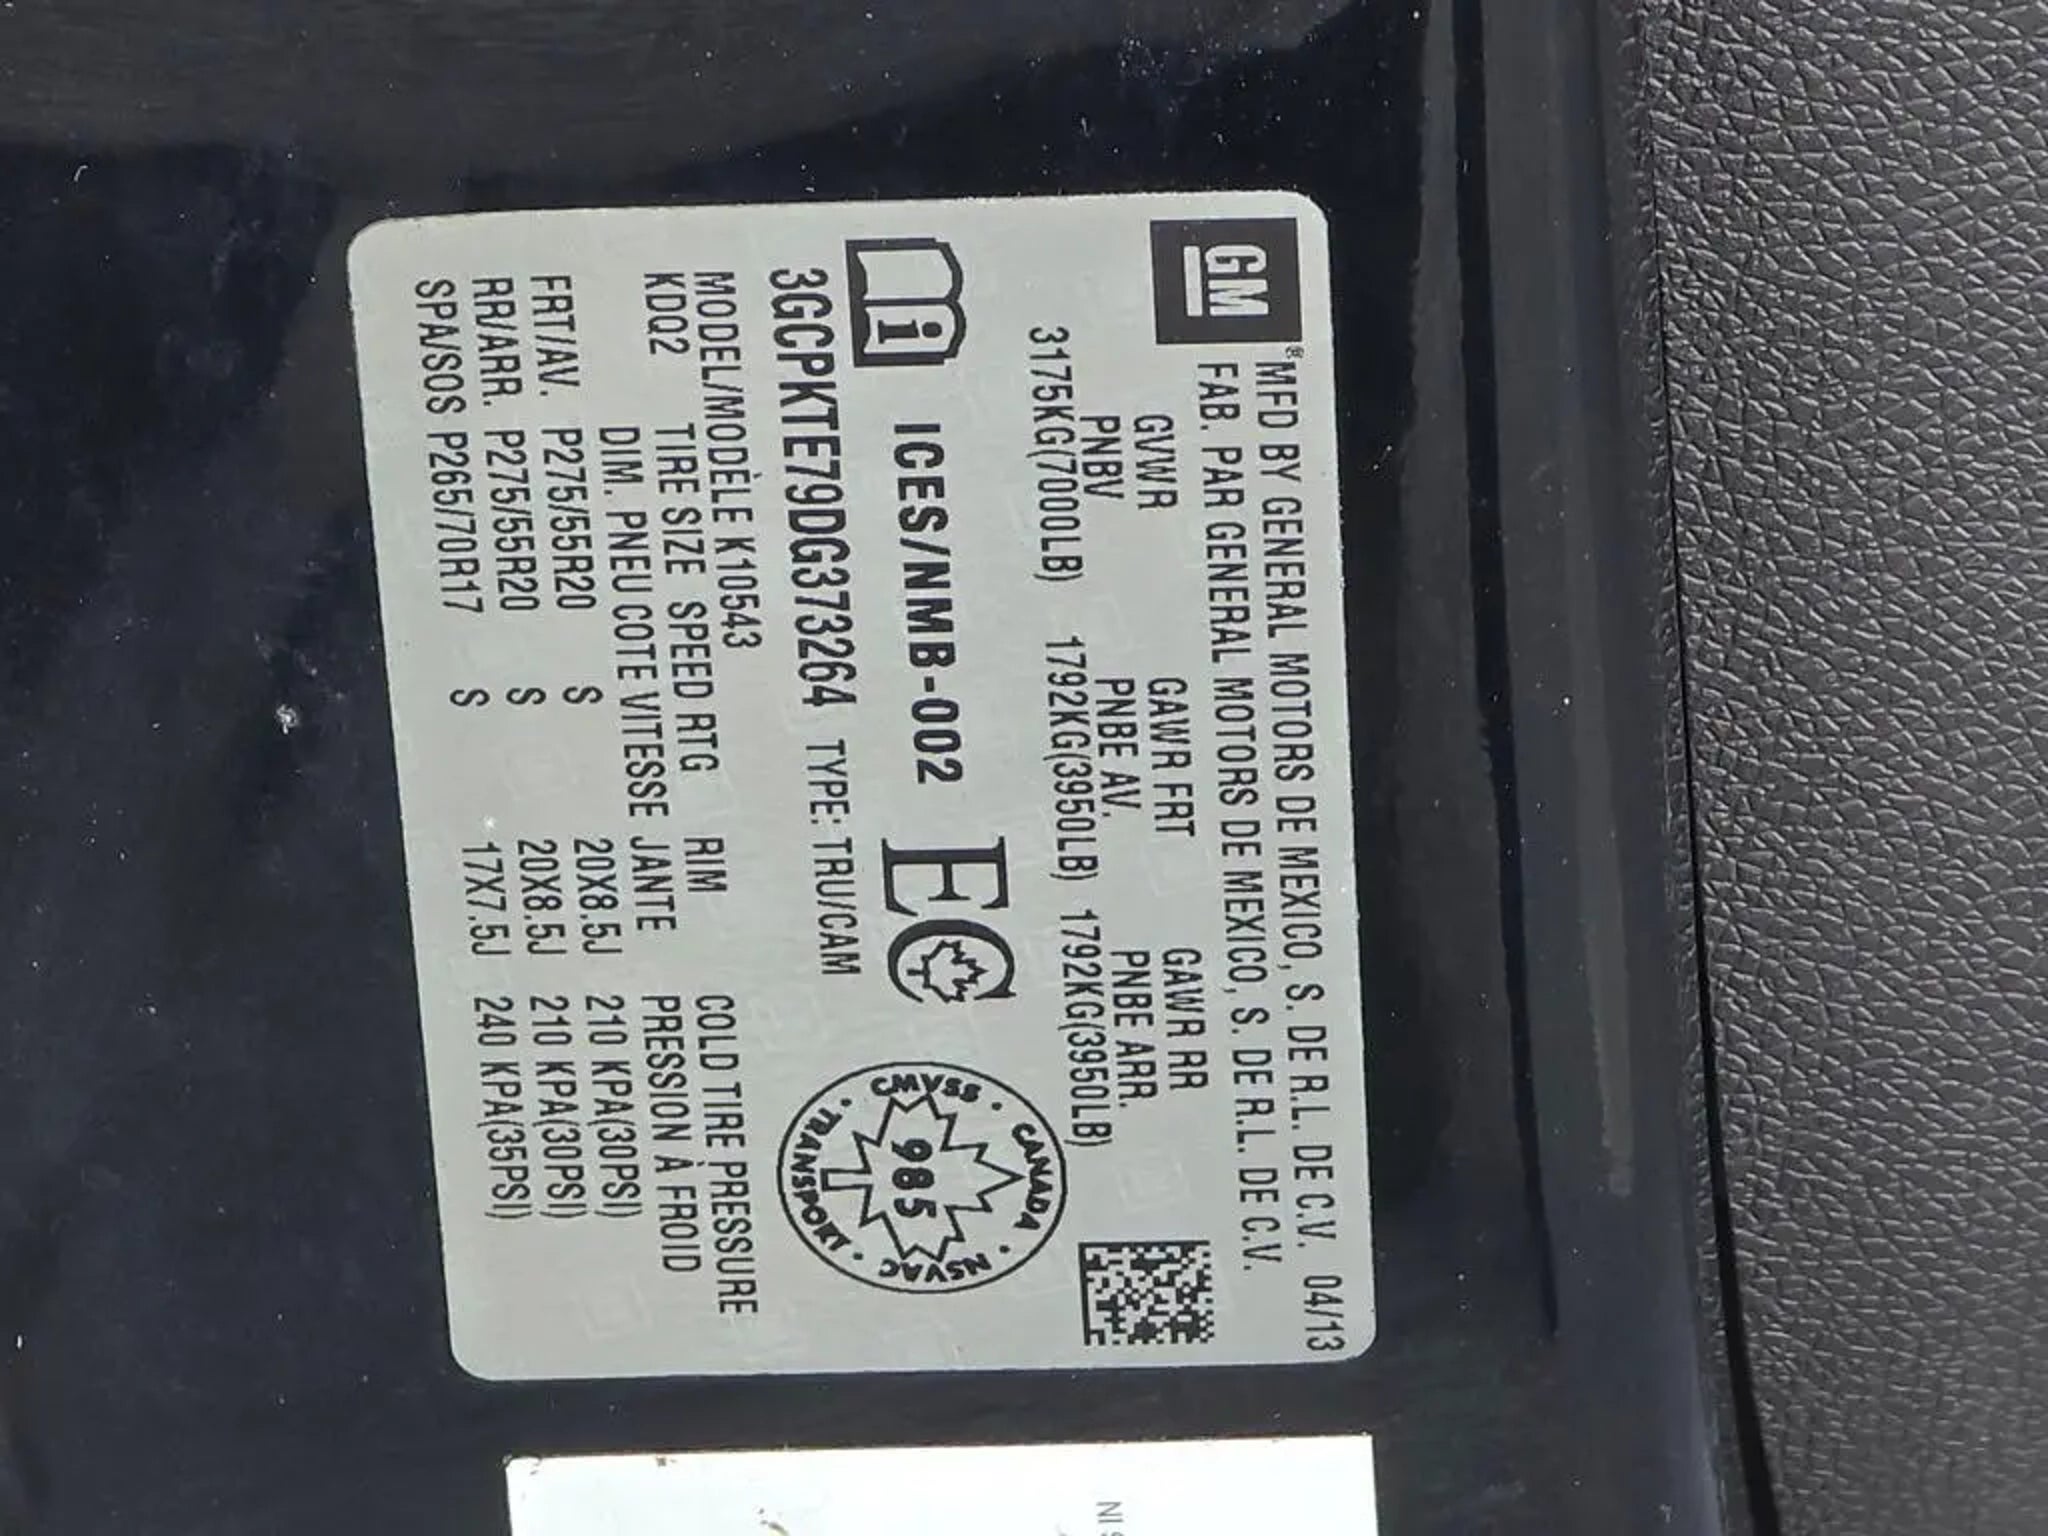 GM
® MFD BY GENERAL MOTORS DE MEXICO, S. DE R.L. DE C.V. 04/13
FAB. PAR GENERAL MOTORS DE MEXICO, S. DE R.L. DE C.V.
GVWR GAWR FRT GAWR RR
PNBV PNBE AV. PNBE ARR.
3175KG(7000LB) 1792KG(3950LB) 1792KG(3950LB)
i ICES/NMB-002 EC
CANADA · NSVAC · TRANSPORT · CMVSS ·
985
3GCPKTE79DG373264 TYPE: TRU/CAM
MODEL/MODÈLE K10543
KDQ2 TIRE SIZE SPEED RTG RIM COLD TIRE PRESSURE
DIM. PNEU COTE VITESSE JANTE PRESSION À FROID
FRT/AV. P275/55R20 S 20X8.5J 210 KPA(30PSI)
RR/ARR. P275/55R20 S 20X8.5J 210 KPA(30PSI)
SPA/SOS P265/70R17 S 17X7.5J 240 KPA(35PSI)